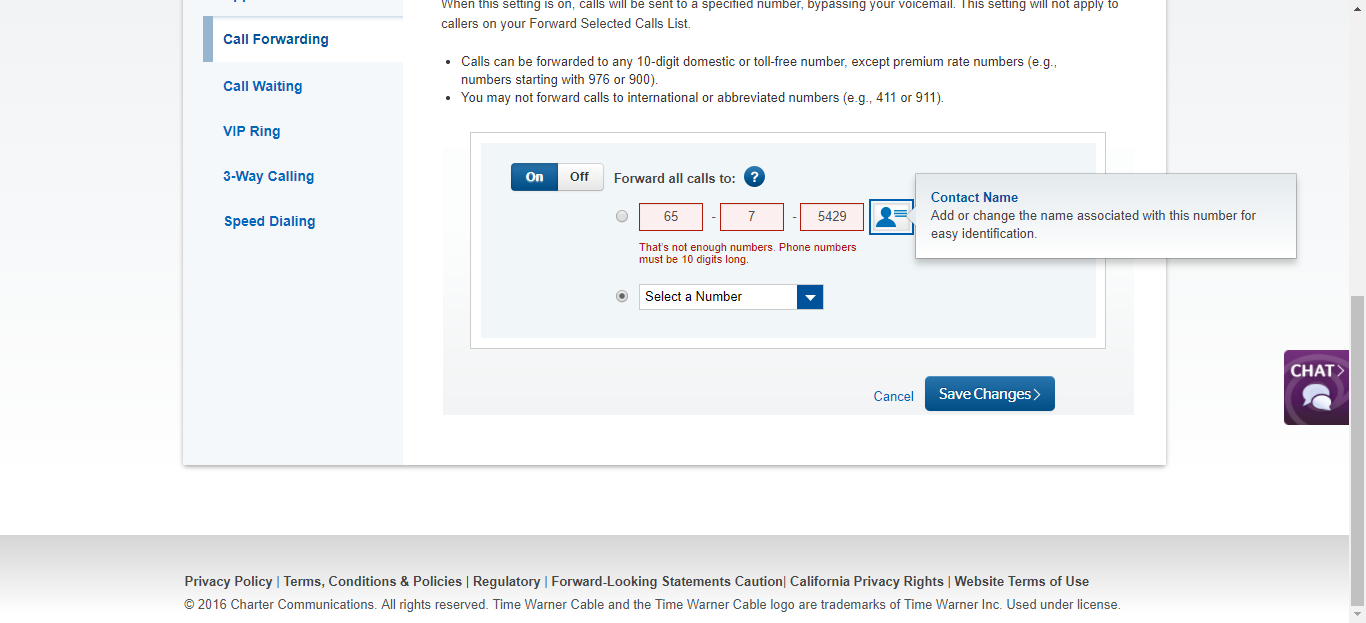 When this setting is on, calls will be sent to a specified number, bypassing your voicemail. This setting will not apply to
callers on your Forward Selected Calls List.
Call Forwarding
Call Waiting
VIP Ring
3-Way Calling
Speed Dialing
• Calls can be forwarded to any 10-digit domestic or toll-free number, except premium rate numbers (e.g.,
numbers starting with 976 or 900).
• You may not forward calls to international or abbreviated numbers (e.g., 411 or 911).
On Off Forward all calls to: ?
65 - 7 - 5429
That's not enough numbers. Phone numbers
must be 10 digits long.
Contact Name
Add or change the name associated with this number for
easy identification.
Select a Number
Cancel Save Changes>
CHAT>
Privacy Policy | Terms, Conditions & Policies | Regulatory | Forward-Looking Statements Caution| California Privacy Rights | Website Terms of Use
© 2016 Charter Communications. All rights reserved. Time Warner Cable and the Time Warner Cable logo are trademarks of Time Warner Inc. Used under license.